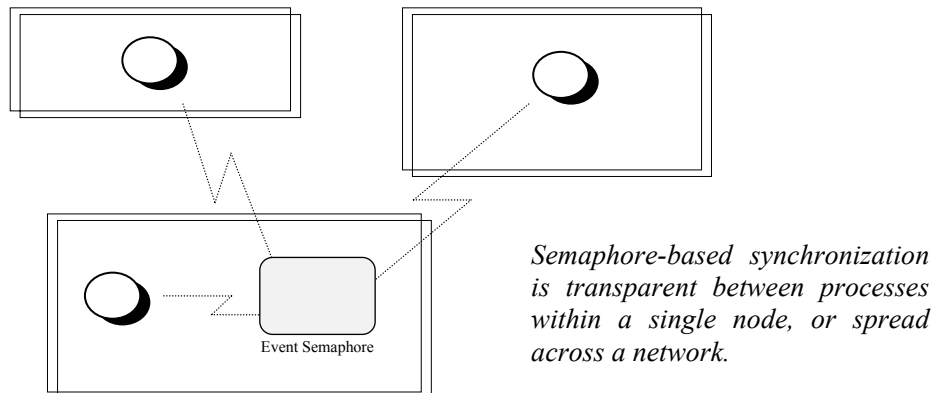 Semaphore-based synchronization
is transparent between processes
within a single node, or spread
across a network.
Event Semaphore